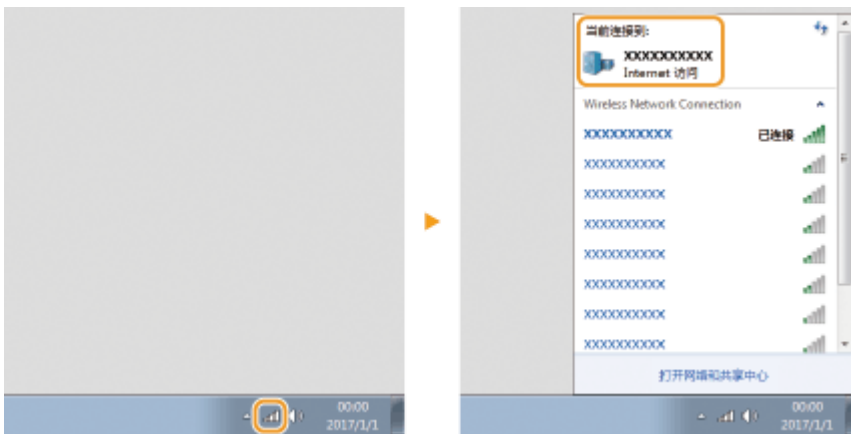 00:00
2017/1/1
当前连接到:
XXXXXXXXXX
Internet 访问
Wireless Network Connection
XXXXXXXXXX 已连接
XXXXXXXXXX
XXXXXXXXXX
XXXXXXXXXX
XXXXXXXXXX
XXXXXXXXXX
XXXXXXXXXX
XXXXXXXXXX
打开网络和共享中心
00:00
2017/1/1